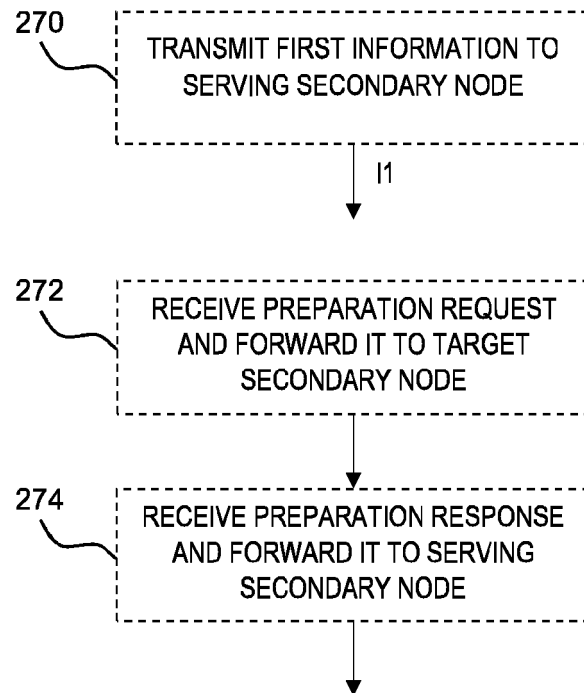 270
TRANSMIT FIRST INFORMATION TO
SERVING SECONDARY NODE
I1
272
RECEIVE PREPARATION REQUEST
AND FORWARD IT TO TARGET
SECONDARY NODE
274
RECEIVE PREPARATION RESPONSE
AND FORWARD IT TO SERVING
SECONDARY NODE